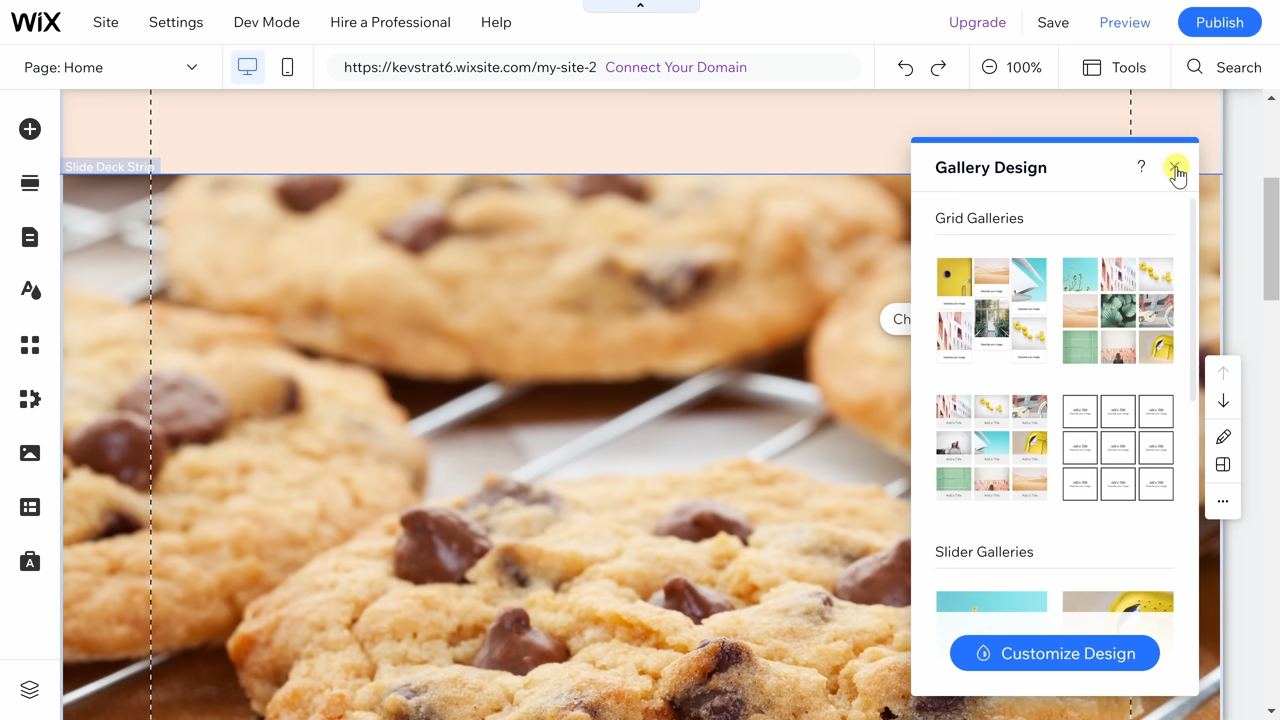 WiX Site Settings Dev Mode Hire a Professional Help Upgrade Save Preview Publish
Page: Home https://kevstrat6.wixsite.com/my-site-2 Connect Your Domain 100% Tools Search
Slide Deck Strip
Gallery Design ?
Grid Galleries
Ch
Slider Galleries
Customize Design